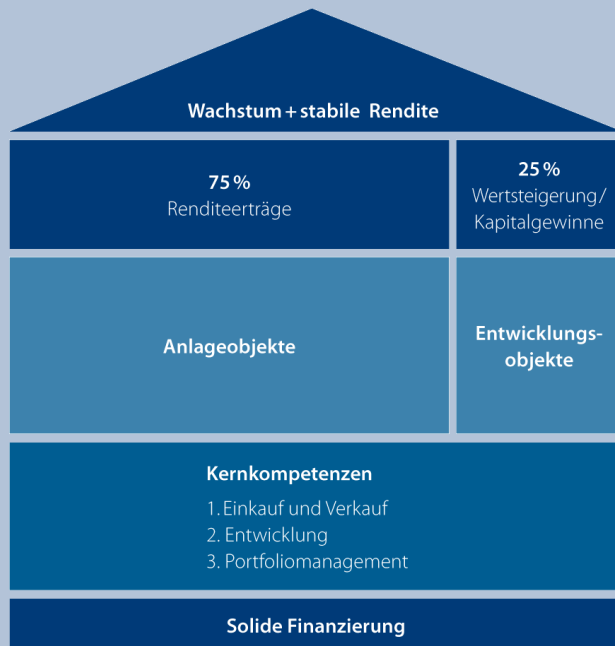 Wachstum + stabile Rendite
75 %
Renditeerträge
25 %
Wertsteigerung/
Kapitalgewinne
Anlageobjekte
Entwicklungs-
objekte
Kernkompetenzen
1. Einkauf und Verkauf
2. Entwicklung
3. Portfoliomanagement
Solide Finanzierung